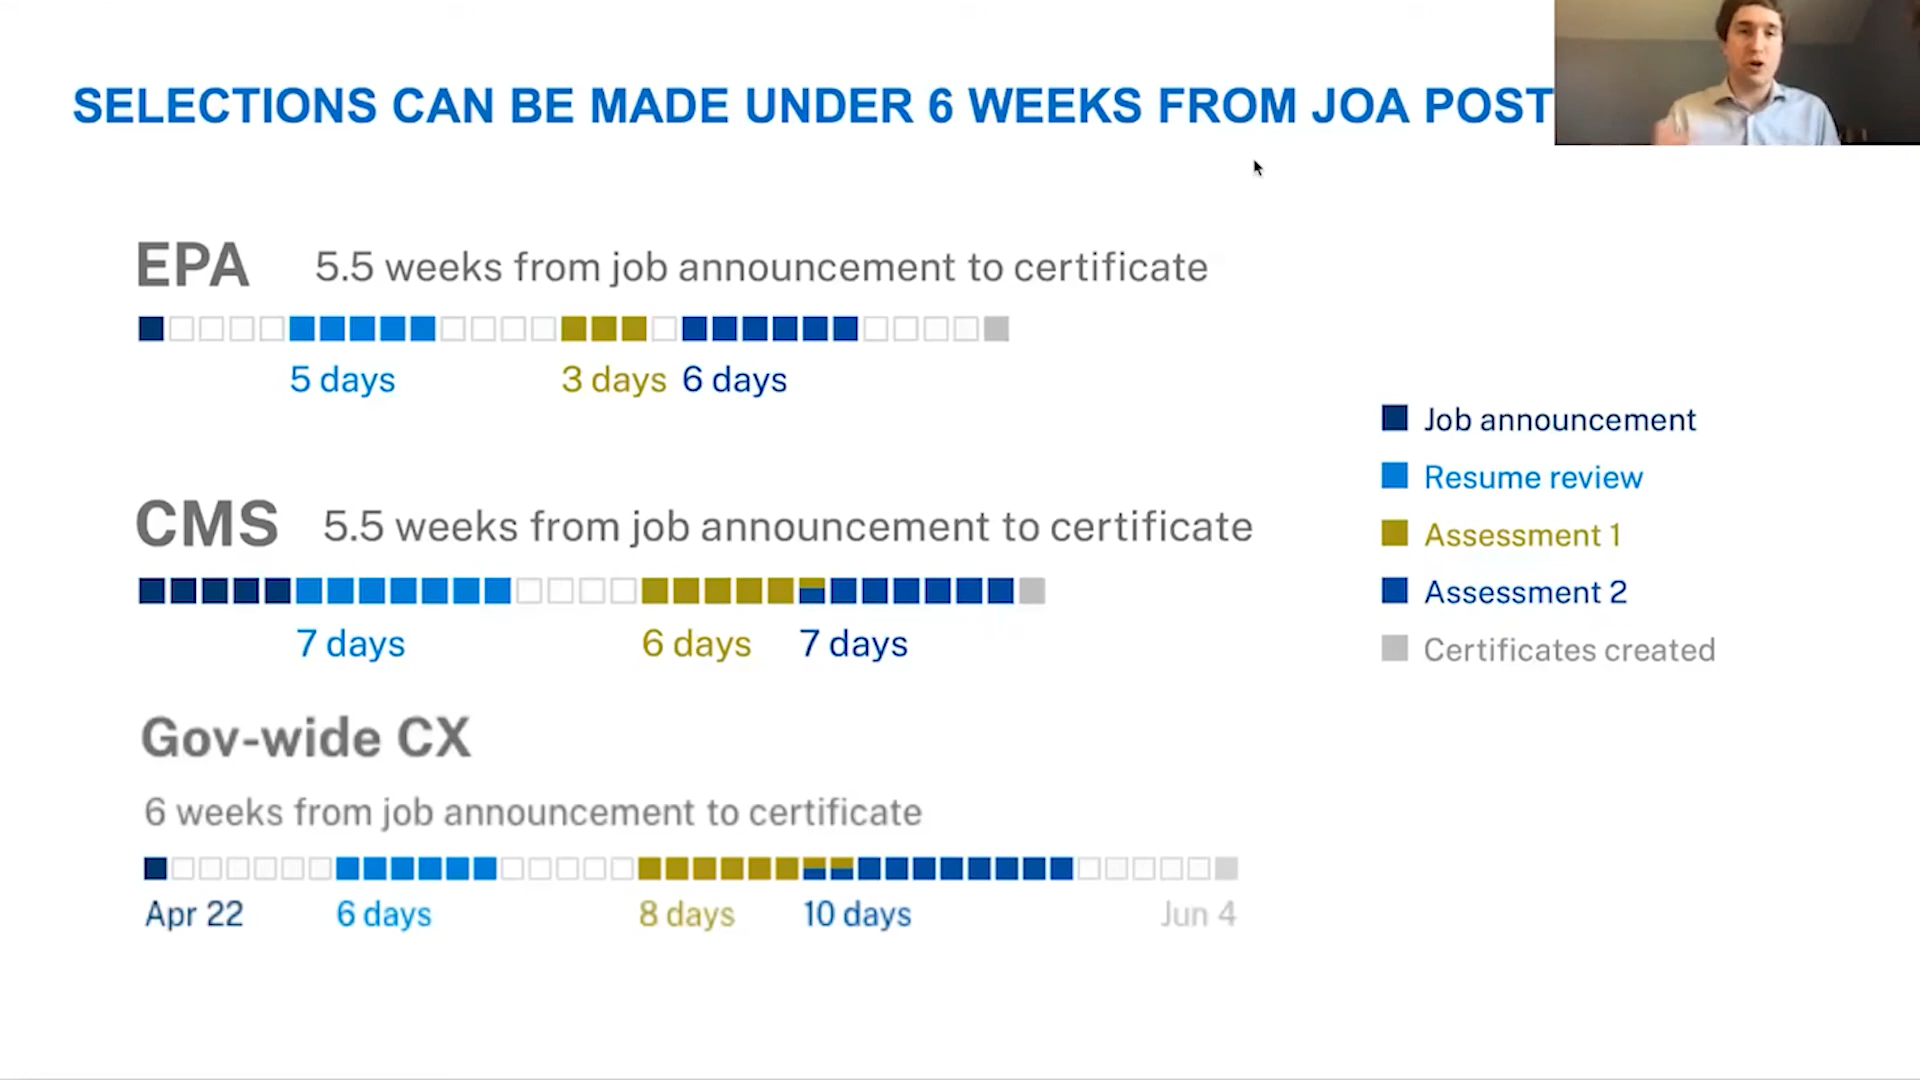 SELECTIONS CAN BE MADE UNDER 6 WEEKS FROM JOA POST
EPA 5.5 weeks from job announcement to certificate
5 days 3 days 6 days
CMS 5.5 weeks from job announcement to certificate
7 days 6 days 7 days
Gov-wide CX
6 weeks from job announcement to certificate
Apr 22 6 days 8 days 10 days Jun 4
Job announcement
Resume review
Assessment 1
Assessment 2
Certificates created